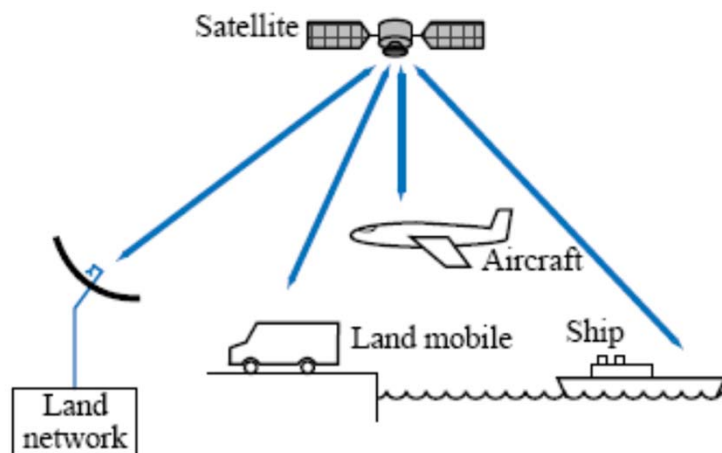 Satellite
Aircraft
Land mobile
Ship
Land
network